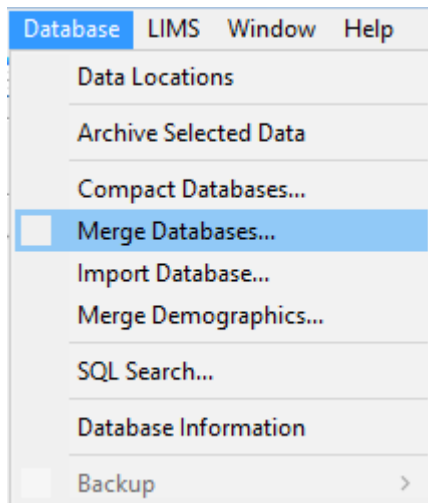 Database LIMS Window Help
Data Locations
Archive Selected Data
Compact Databases...
Merge Databases...
Import Database...
Merge Demographics...
SQL Search...
Database Information
Backup